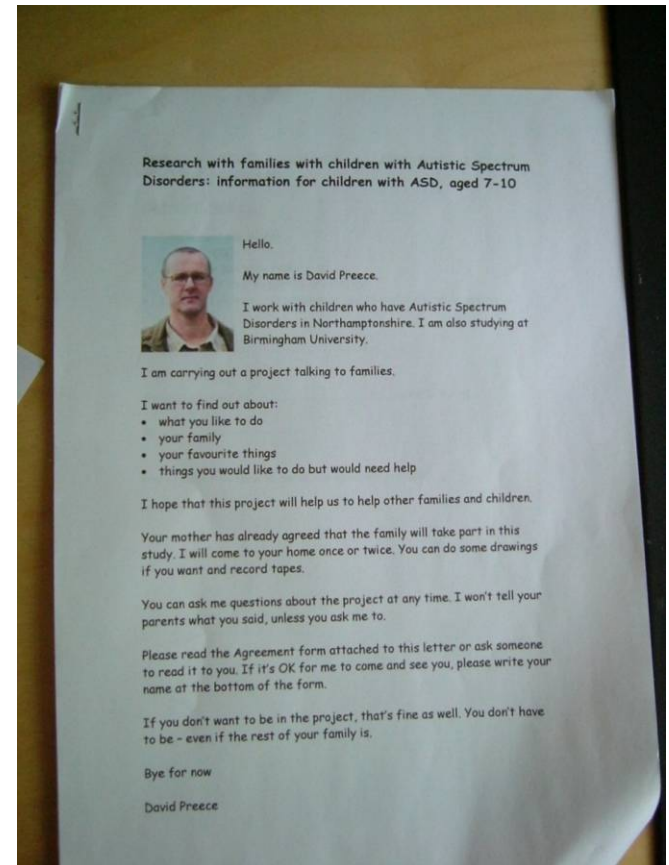 Research with families with children with Autistic Spectrum
Disorders: information for children with ASD, aged 7-10
Hello.
My name is David Preece.
I work with children who have Autistic Spectrum
Disorders in Northamptonshire. I am also studying at
Birmingham University.
I am carrying out a project talking to families.
I want to find out about:
• what you like to do
• your family
• your favourite things
• things you would like to do but would need help
I hope that this project will help us to help other families and children.
Your mother has already agreed that the family will take part in this
study. I will come to your home once or twice. You can do some drawings
if you want and record tapes.
You can ask me questions about the project at any time. I won't tell your
parents what you said, unless you ask me to.
Please read the Agreement form attached to this letter or ask someone
to read it to you. If it's OK for me to come and see you, please write your
name at the bottom of the form.
If you don't want to be in the project, that's fine as well. You don't have
to be - even if the rest of your family is.
Bye for now
David Preece